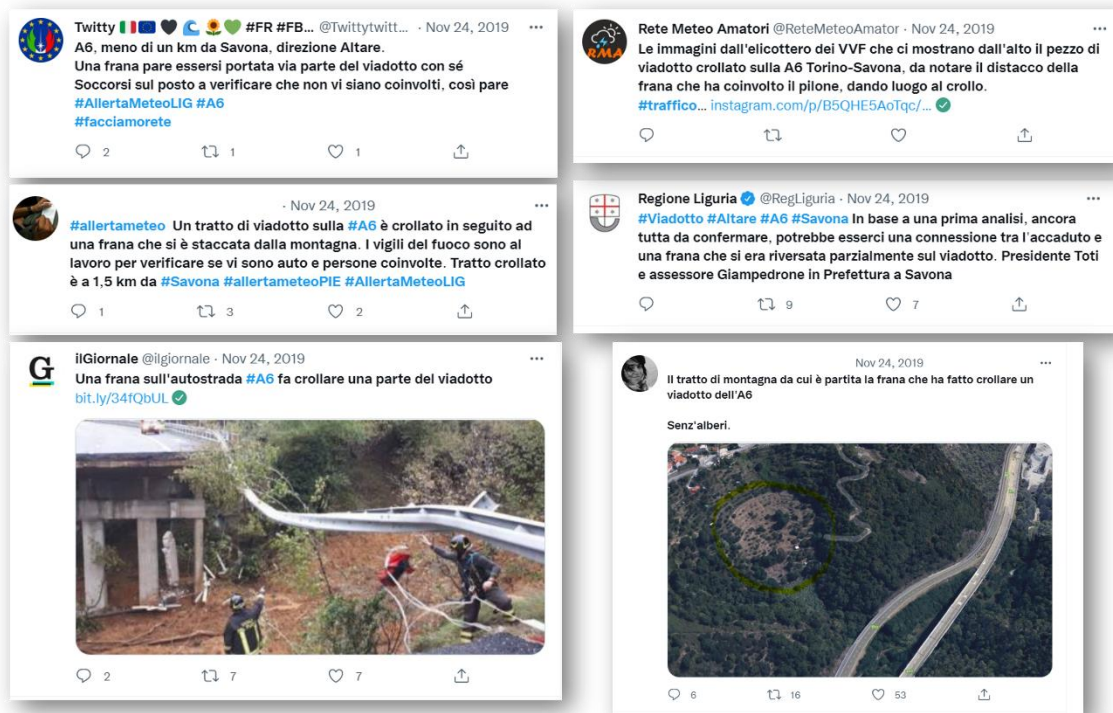 Twitty 🇮🇹🇪🇺🖤 🌊 🌻💚 #FR #FB... @Twittytwitt... · Nov 24, 2019 ···
A6, meno di un km da Savona, direzione Altare.
Una frana pare essersi portata via parte del viadotto con sé
Soccorsi sul posto a verificare che non vi siano coinvolti, così pare
#AllertaMeteoLIG #A6
#facciamorete
2 1 1
· Nov 24, 2019 ···
#allertameteo Un tratto di viadotto sulla #A6 è crollato in seguito ad
una frana che si è staccata dalla montagna. I vigili del fuoco sono al
lavoro per verificare se vi sono auto e persone coinvolte. Tratto crollato
è a 1,5 km da #Savona #allertameteoPIE #AllertaMeteoLIG
1 3 2
G
ilGiornale @ilgiornale · Nov 24, 2019 ···
Una frana sull'autostrada #A6 fa crollare una parte del viadotto
bit.ly/34fQbUL
2 7 7
RMA
Rete Meteo Amatori @ReteMeteoAmator · Nov 24, 2019 ···
Le immagini dall'elicottero dei VVF che ci mostrano dall'alto il pezzo di
viadotto crollato sulla A6 Torino-Savona, da notare il distacco della
frana che ha coinvolto il pilone, dando luogo al crollo.
#traffico... instagram.com/p/B5QHE5AoTqc/...
Regione Liguria @RegLiguria · Nov 24, 2019 ···
#Viadotto #Altare #A6 #Savona In base a una prima analisi, ancora
tutta da confermare, potrebbe esserci una connessione tra l'accaduto e
una frana che si era riversata parzialmente sul viadotto. Presidente Toti
e assessore Giampedrone in Prefettura a Savona
9 7
Nov 24, 2019 ···
Il tratto di montagna da cui è partita la frana che ha fatto crollare un
viadotto dell'A6
Senz'alberi.
6 16 53